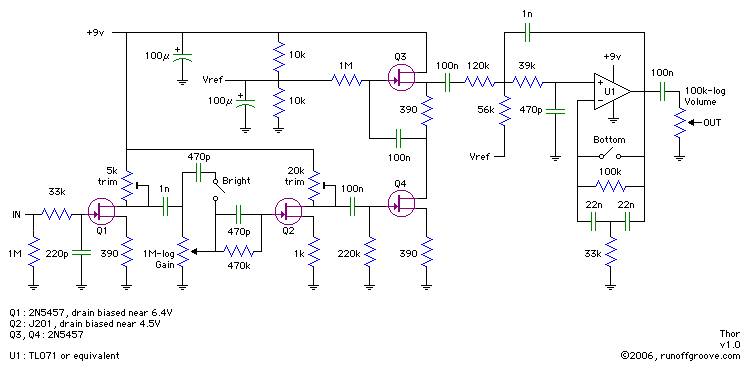 1n
+9v
Q3
100µ
+
10k
1M
100n
120k
39k
+9v
100n
100k-log
Volume
Vref
U1
100µ
+
10k
390
56k
470p
OUT
100n
Vref
Bottom
5k
trim
470p
20k
trim
100k
33k
1n
Bright
100n
Q4
22n
22n
IN
Q1
470p
Q2
1M
220p
390
1M-log
Gain
470k
1k
220k
390
33k
Q1: 2N5457, drain biased near 6.4V
Q2: J201, drain biased near 4.5V
Q3, Q4: 2N5457
U1: TL071 or equivalent
Thor
v1.0
©2006, runoffgroove.com